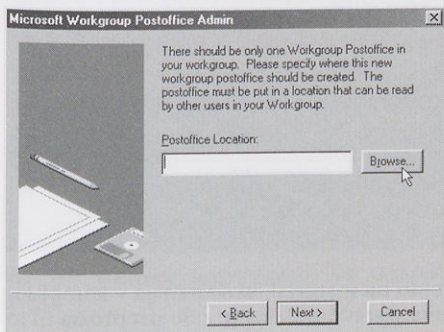 Microsoft Workgroup Postoffice Admin
There should be only one Workgroup Postoffice in
your workgroup. Please specify where this new
workgroup postoffice should be created. The
postoffice must be put in a location that can be read
by other users in your Workgroup.
Postoffice Location:
Browse...
< Back
Next >
Cancel